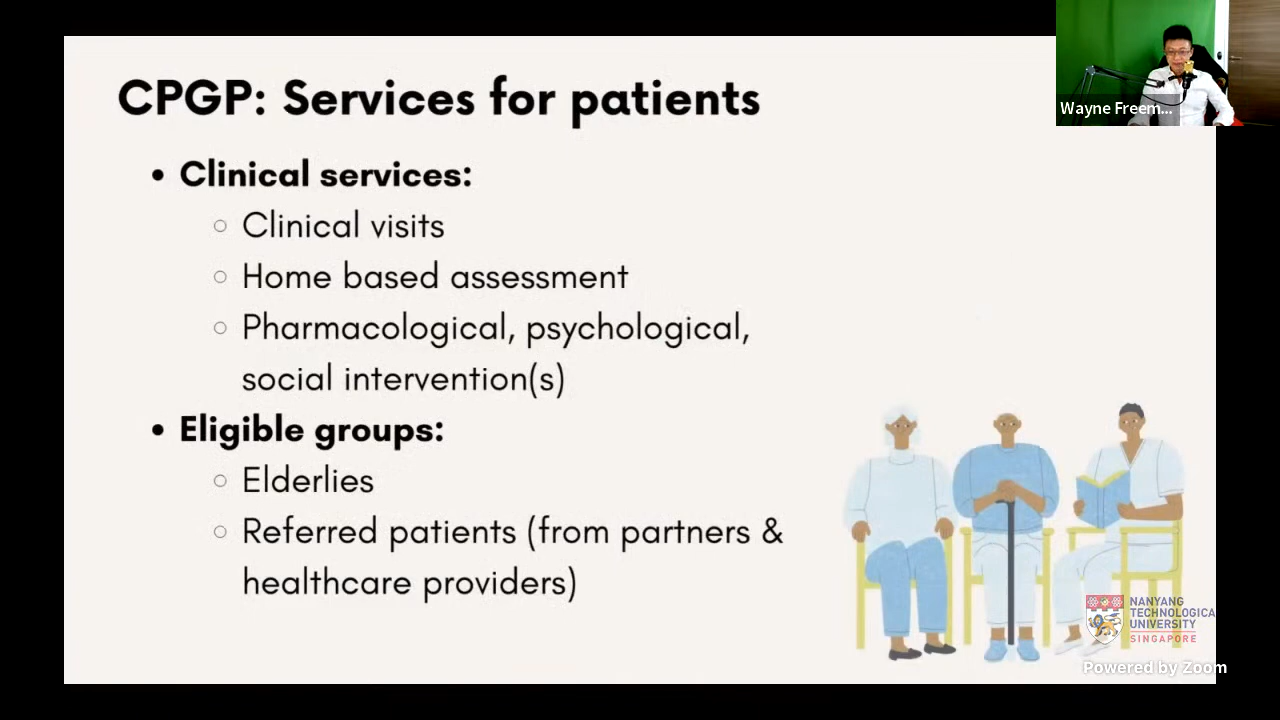 CPGP: Services for patients
Wayne Freem...
• Clinical services:
○ Clinical visits
○ Home based assessment
○ Pharmacological, psychological,
social intervention(s)
• Eligible groups:
○ Elderlies
○ Referred patients (from partners &
healthcare providers)
NANYANG
TECHNOLOGICA
UNIVERSITY
SINGAPORE
Powered by Zoom